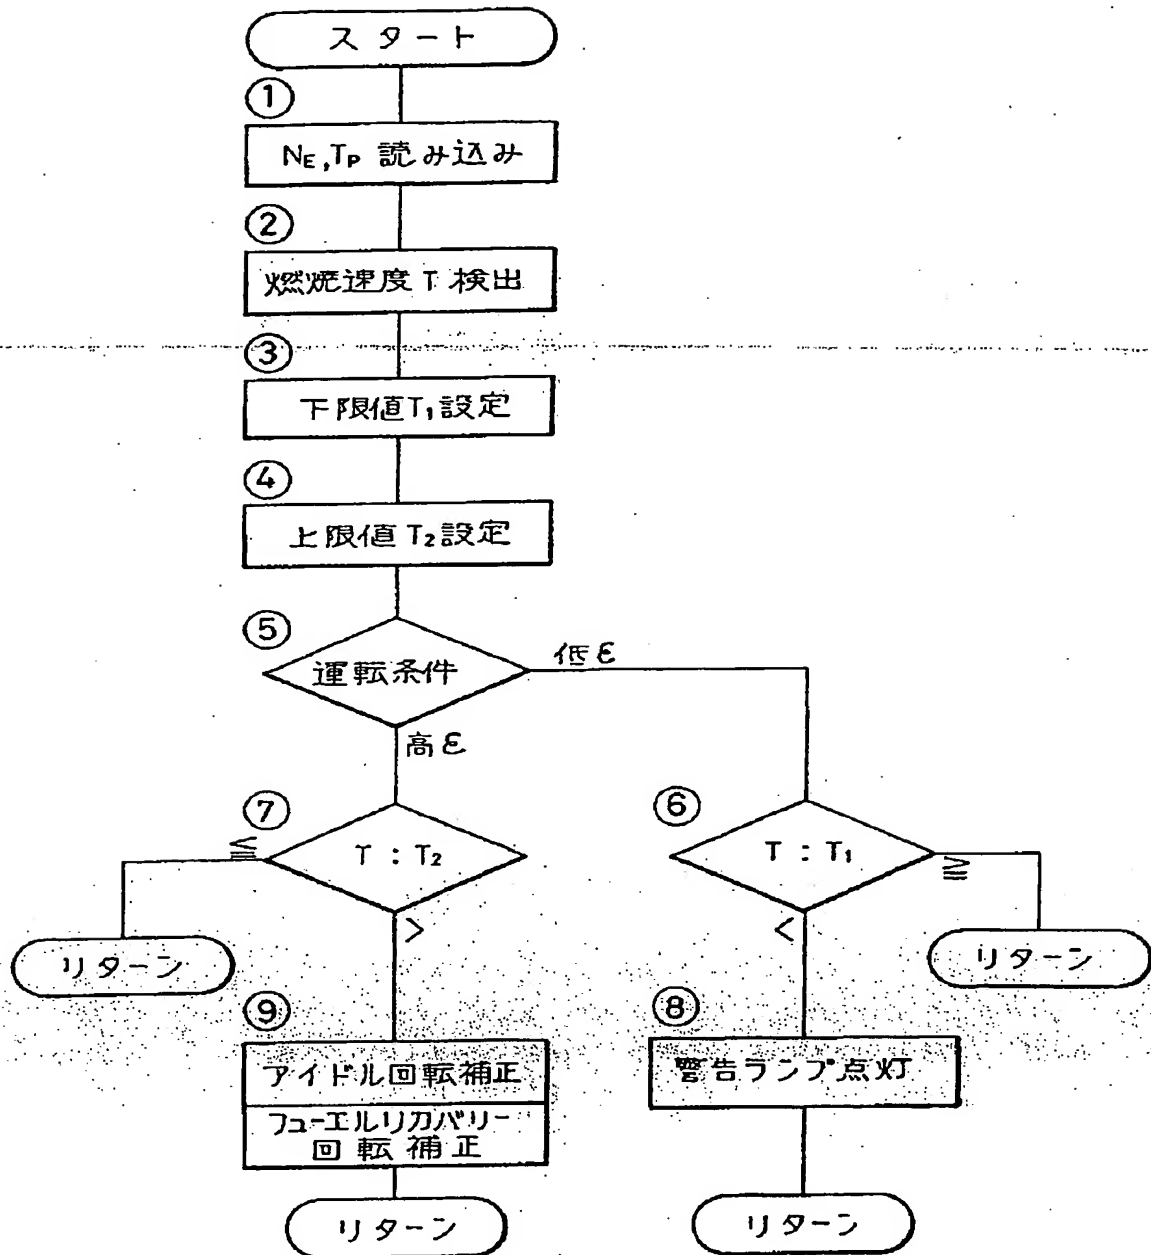 スタート
①
NE,TP 読み込み
②
燃焼速度T検出
③
下限値T1設定
④
上限値T2設定
⑤
運転条件
低ε
高ε
⑦
T:T2
≦
>
リターン
⑥
T:T1
≧
<
リターン
⑨
アイドル回転補正
フューエルリカバリー
回転補正
リターン
⑧
警告ランプ点灯
リターン